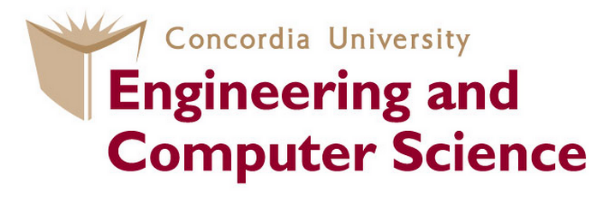 Concordia University
Engineering and
Computer Science